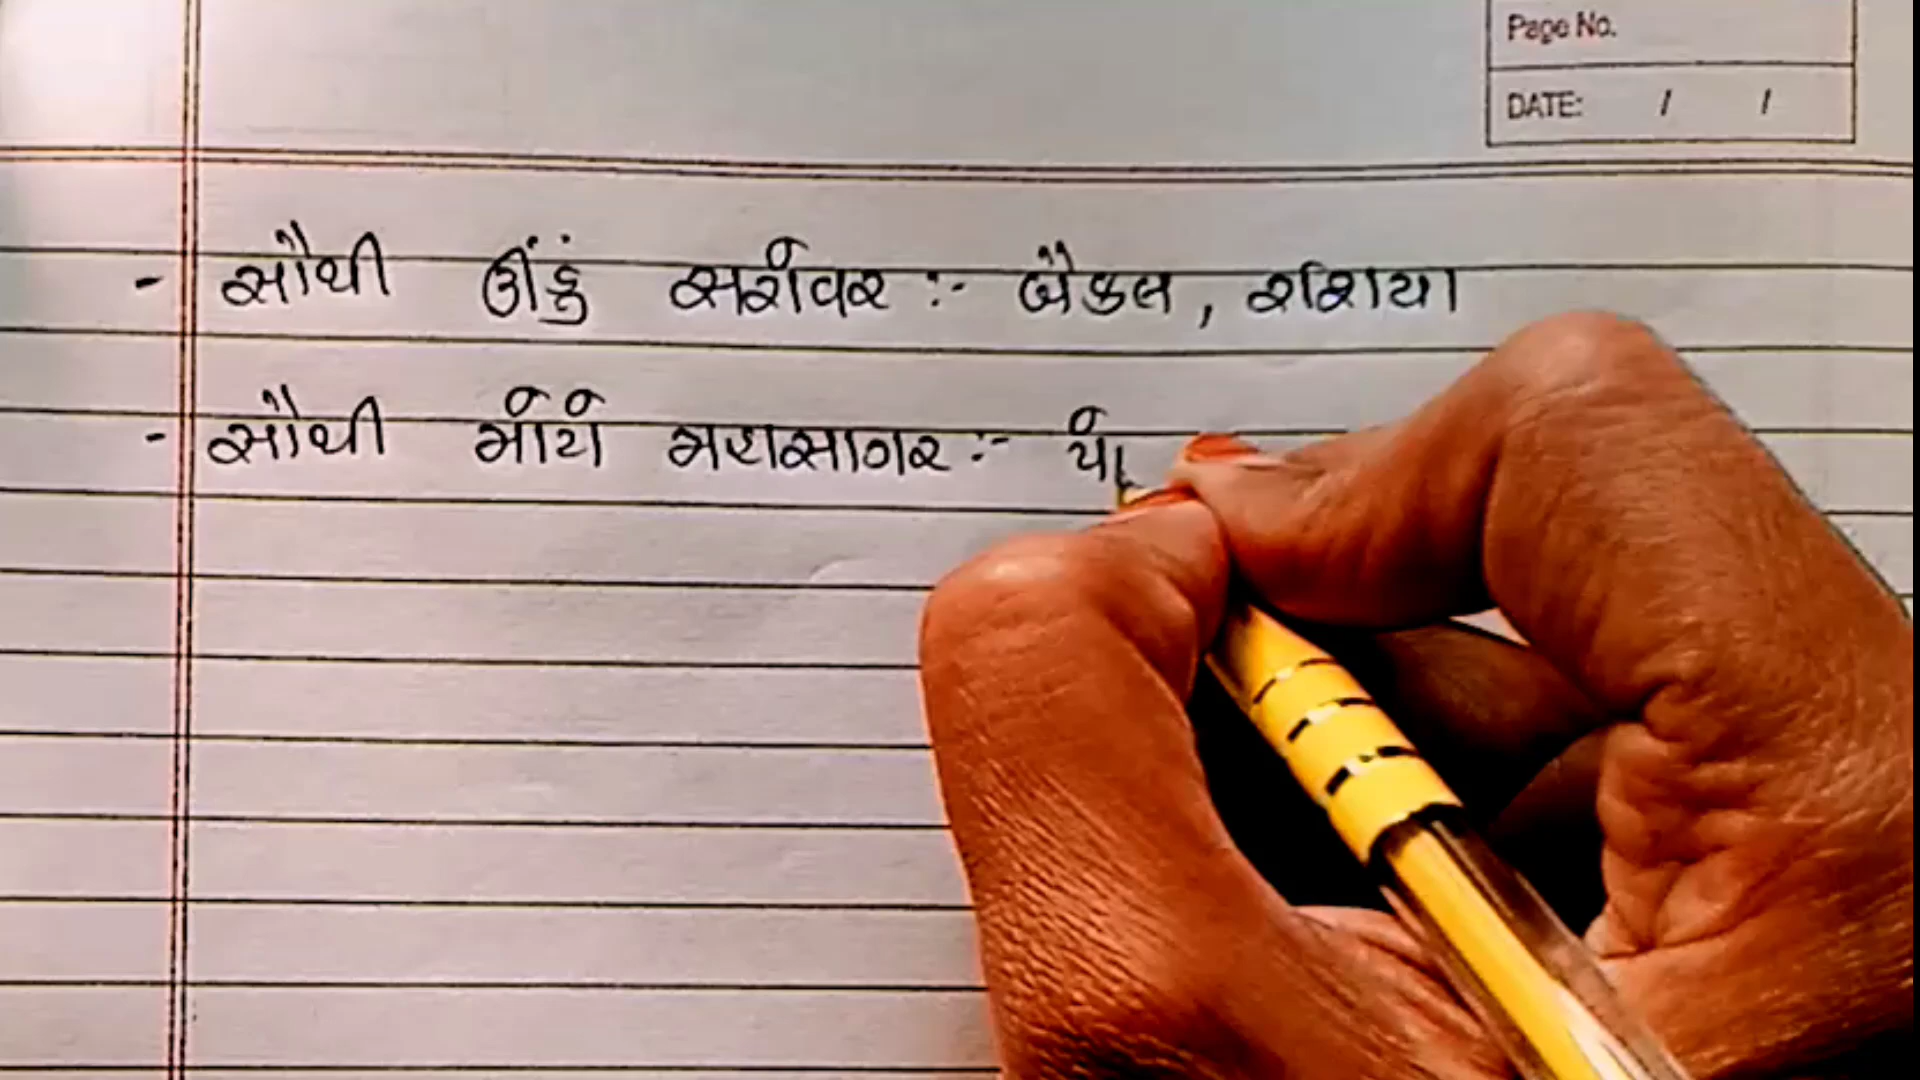 Page No.
DATE: / /
- સૌથી ઊંડું સરોવર :- બૈકલ, રશિયા
- સૌથી મોટો મહાસાગર :-